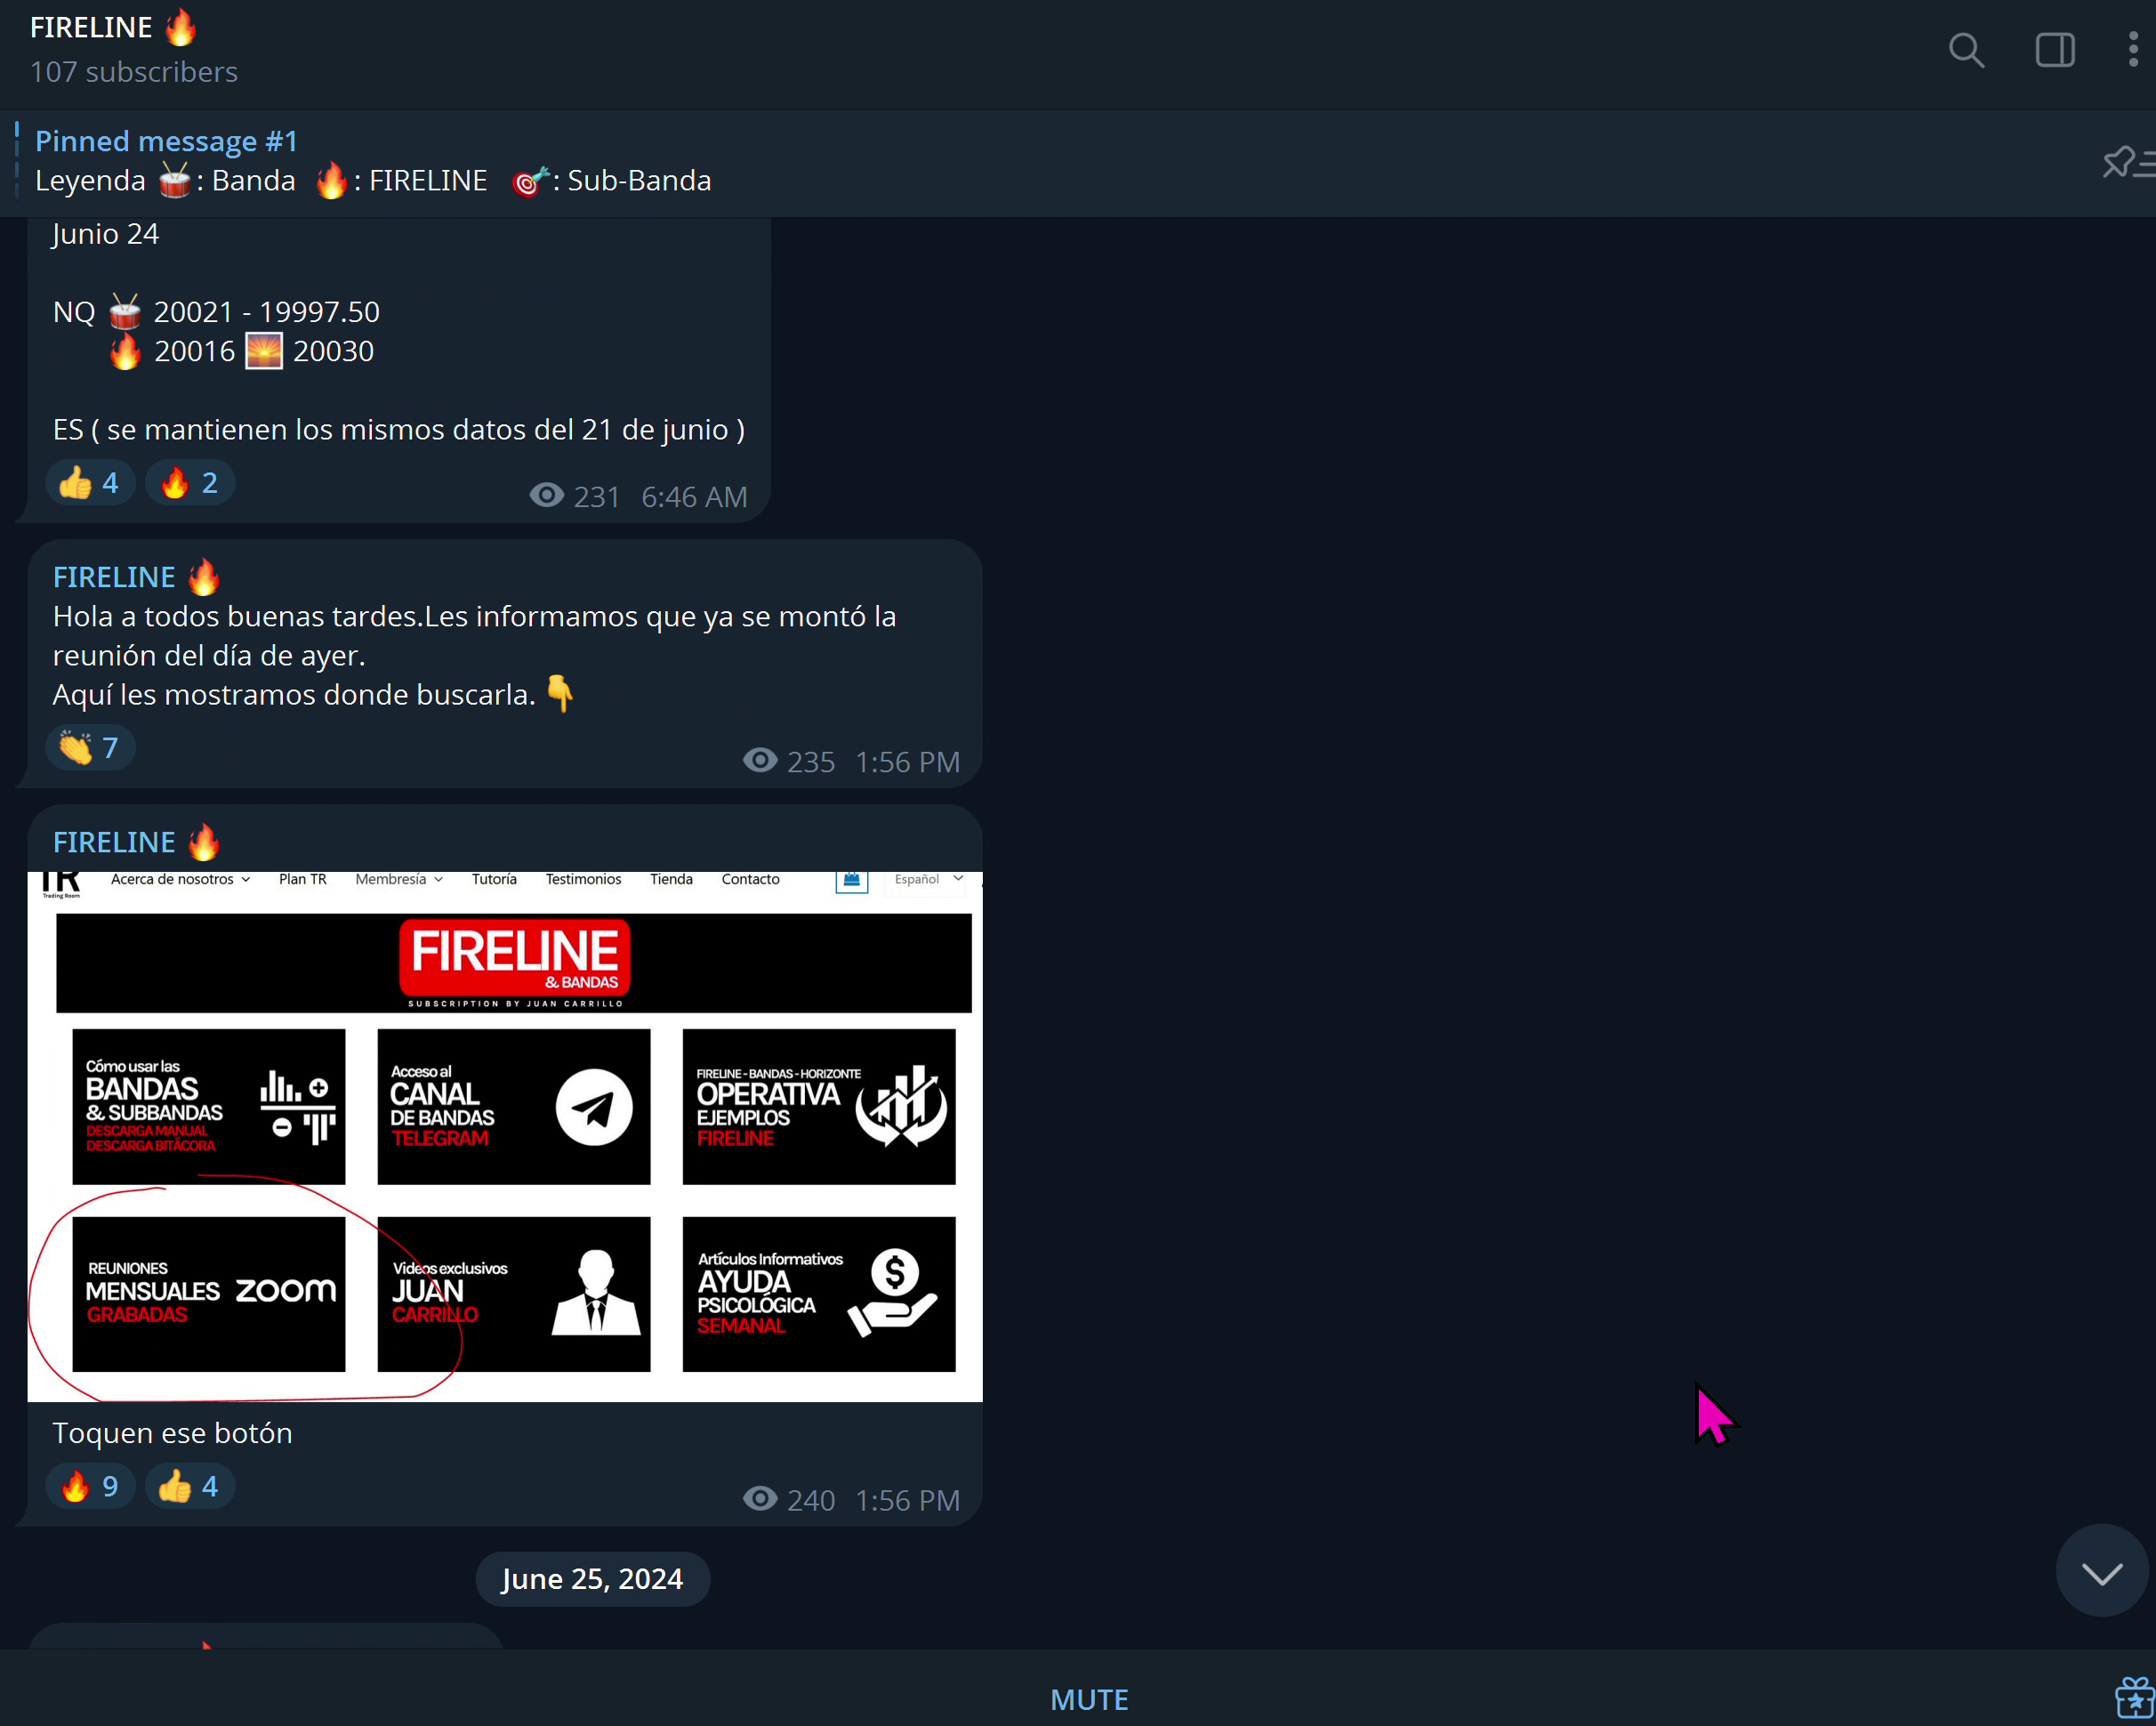 FIRELINE 🔥
107 subscribers
Pinned message #1
Leyenda 🥁: Banda 🔥: FIRELINE 🎯: Sub-Banda
Junio 24
NQ 🥁 20021 - 19997.50
🔥 20016 🌅 20030
ES ( se mantienen los mismos datos del 21 de junio )
👍 4 🔥 2
231 6:46 AM
FIRELINE 🔥
Hola a todos buenas tardes.Les informamos que ya se montó la
reunión del día de ayer.
Aquí les mostramos donde buscarla. 👇
👏 7
235 1:56 PM
FIRELINE 🔥
TR Acerca de nosotros Plan TR Membresía Tutoría Testimonios Tienda Contacto Español
Trading Room
FIRELINE
& BANDAS
SUBSCRIPTION BY JUAN CARRILLO
Cómo usar las
BANDAS
& SUBBANDAS
DESCARGA MANUAL
DESCARGA BITÁCORA
Acceso al
CANAL
DE BANDAS
TELEGRAM
FIRELINE - BANDAS - HORIZONTE
OPERATIVA
EJEMPLOS
FIRELINE
REUNIONES
MENSUALES
GRABADAS
zoom
Videos exclusivos
JUAN
CARRILLO
Artículos Informativos
AYUDA
PSICOLÓGICA
SEMANAL
Toquen ese botón
🔥 9 👍 4
240 1:56 PM
June 25, 2024
MUTE